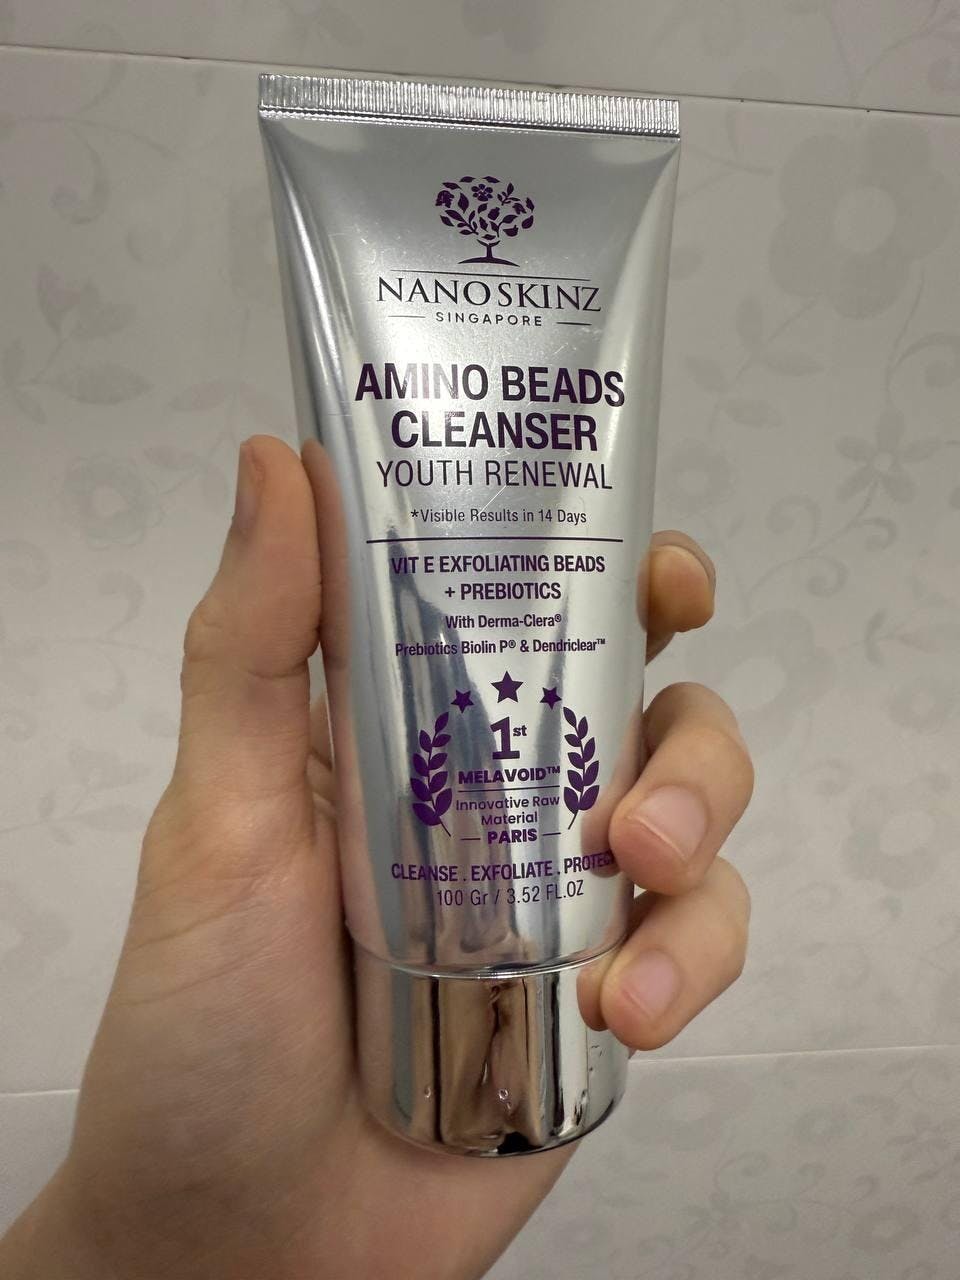 NANOSKINZ
SINGAPORE
AMINO BEADS
CLEANSER
YOUTH RENEWAL
*Visible Results in 14 Days
VIT E EXFOLIATING BEADS
+ PREBIOTICS
With Derma-Clera®
Prebiotics Biolin P® & Dendriclear™
1st
MELAVOID™
Innovative Raw
Material
PARIS
CLEANSE . EXFOLIATE . PROTECT
100 Gr / 3.52 FL.OZ